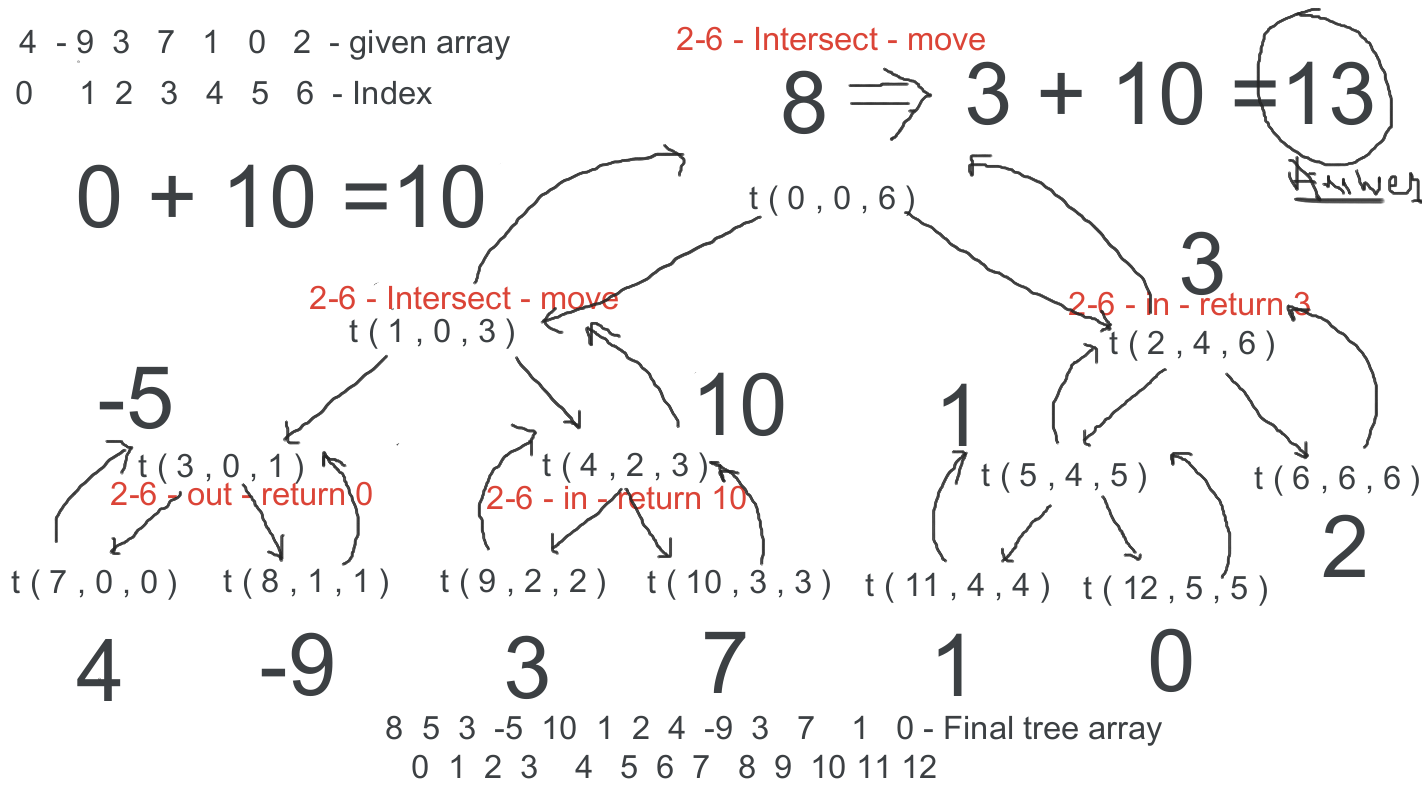 4 - 9 3 7 1 0 2 - given array
0 1 2 3 4 5 6 - Index
2-6 - Intersect - move
8 ⇒ 3 + 10 =13
Answer
0 + 10 =10
t ( 0 , 0 , 6 )
3
2-6 - Intersect - move
2-6 - in - return 3
t ( 1 , 0 , 3 )
t ( 2 , 4 , 6 )
-5
10
1
t ( 3 , 0 , 1 )
t ( 4 , 2 , 3 )
t ( 5 , 4 , 5 )
t ( 6 , 6 , 6 )
2-6 - out - return 0
2-6 - in - return 10
2
t ( 7 , 0 , 0 )
t ( 8 , 1 , 1 )
t ( 9 , 2 , 2 )
t ( 10 , 3 , 3 )
t ( 11 , 4 , 4 )
t ( 12 , 5 , 5 )
4
-9
3
7
1
0
8 5 3 -5 10 1 2 4 -9 3 7 1 0 - Final tree array
0 1 2 3 4 5 6 7 8 9 10 11 12